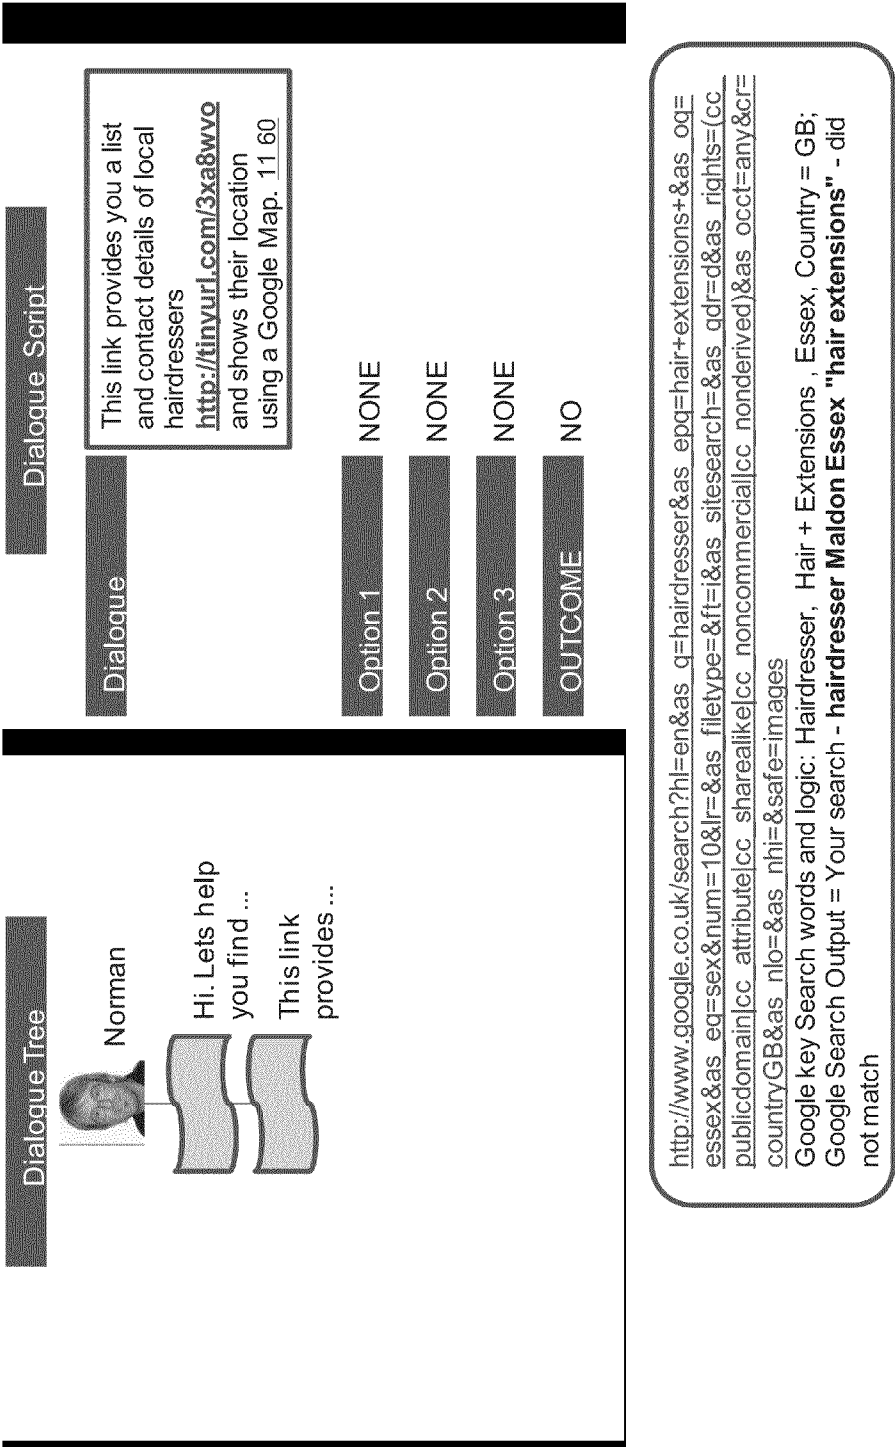 Dialogue Tree
Norman
Hi. Lets help
you find ...
This link
provides ...
Dialogue Script
Dialogue
This link provides you a list
and contact details of local
hairdressers
http://tinyurl.com/3xa8wvo
and shows their location
using a Google Map. 11 60
Option 1 NONE
Option 2 NONE
Option 3 NONE
OUTCOME NO
http://www.google.co.uk/search?hl=en&as_q=hairdresser&as_epq=hair+extensions+&as_oq=
essex&as_eq=sex&num=10&lr=&as_filetype=&ft=i&as_sitesearch=&as_qdr=d&as_rights=(cc_
publicdomain|cc_attribute|cc_sharealike|cc_noncommercial|cc_nonderived)&as_occt=any&cr=
countryGB&as_nlo=&as_nhi=&safe=images
Google key Search words and logic: Hairdresser, Hair + Extensions , Essex, Country = GB;
Google Search Output = Your search - hairdresser Maldon Essex "hair extensions" - did
not match